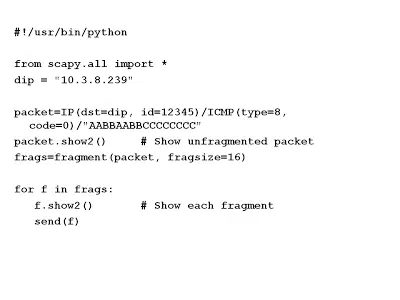 #!/usr/bin/python
from scapy.all import *
dip = "10.3.8.239"
packet=IP(dst=dip, id=12345)/ICMP(type=8,
code=0)/"AABBAABBCCCCCCCC"
packet.show2() # Show unfragmented packet
frags=fragment(packet, fragsize=16)
for f in frags:
f.show2() # Show each fragment
send(f)